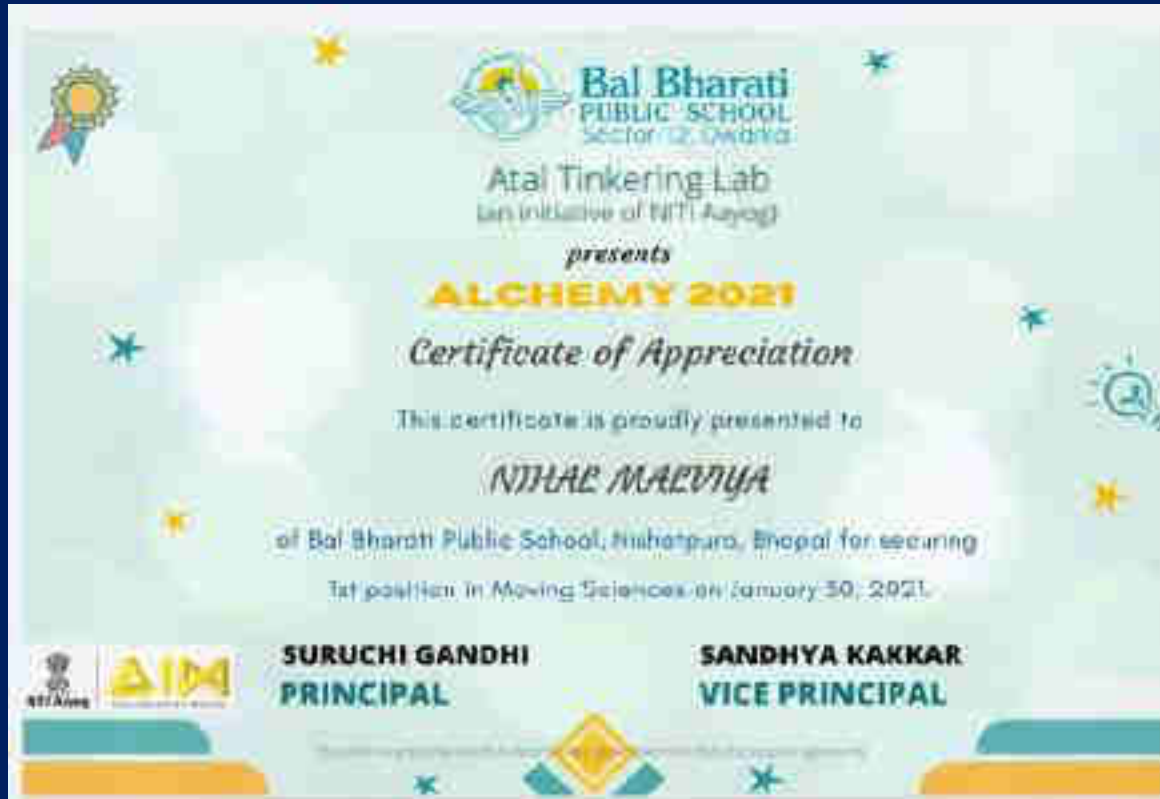 Bal Bharati
PUBLIC SCHOOL
Sector 12, Dwarka
Atal Tinkering Lab
(an initiative of NITI Aayog)
presents
ALCHEMY 2021
Certificate of Appreciation
This certificate is proudly presented to
NIHAL MALVIYA
of Bal Bharati Public School, Nishatpura, Bhopal for securing
1st position in Moving Sciences on January 30, 2021.
SURUCHI GANDHI
PRINCIPAL
SANDHYA KAKKAR
VICE PRINCIPAL
NITI Aayog
AIM